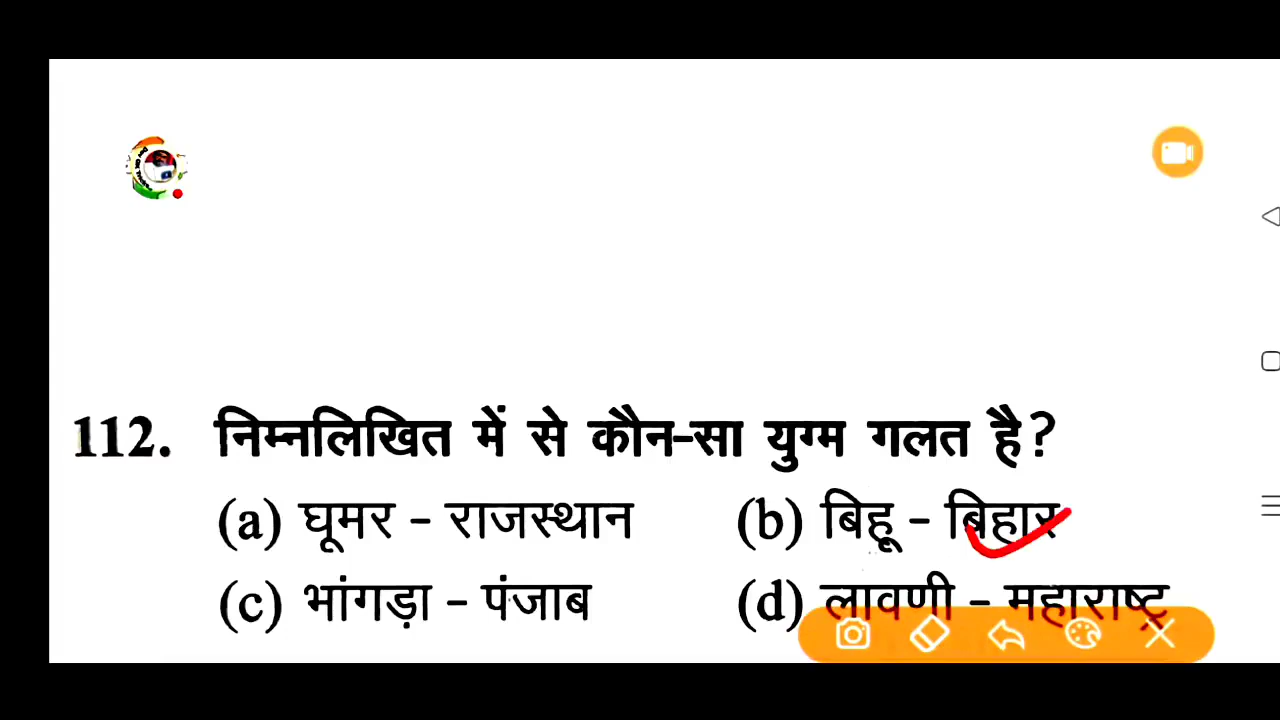 112. निम्नलिखित में से कौन-सा युग्म गलत है?
(a) घूमर - राजस्थान (b) बिहू - बिहार
(c) भांगड़ा - पंजाब (d) लावणी - महाराष्ट्र